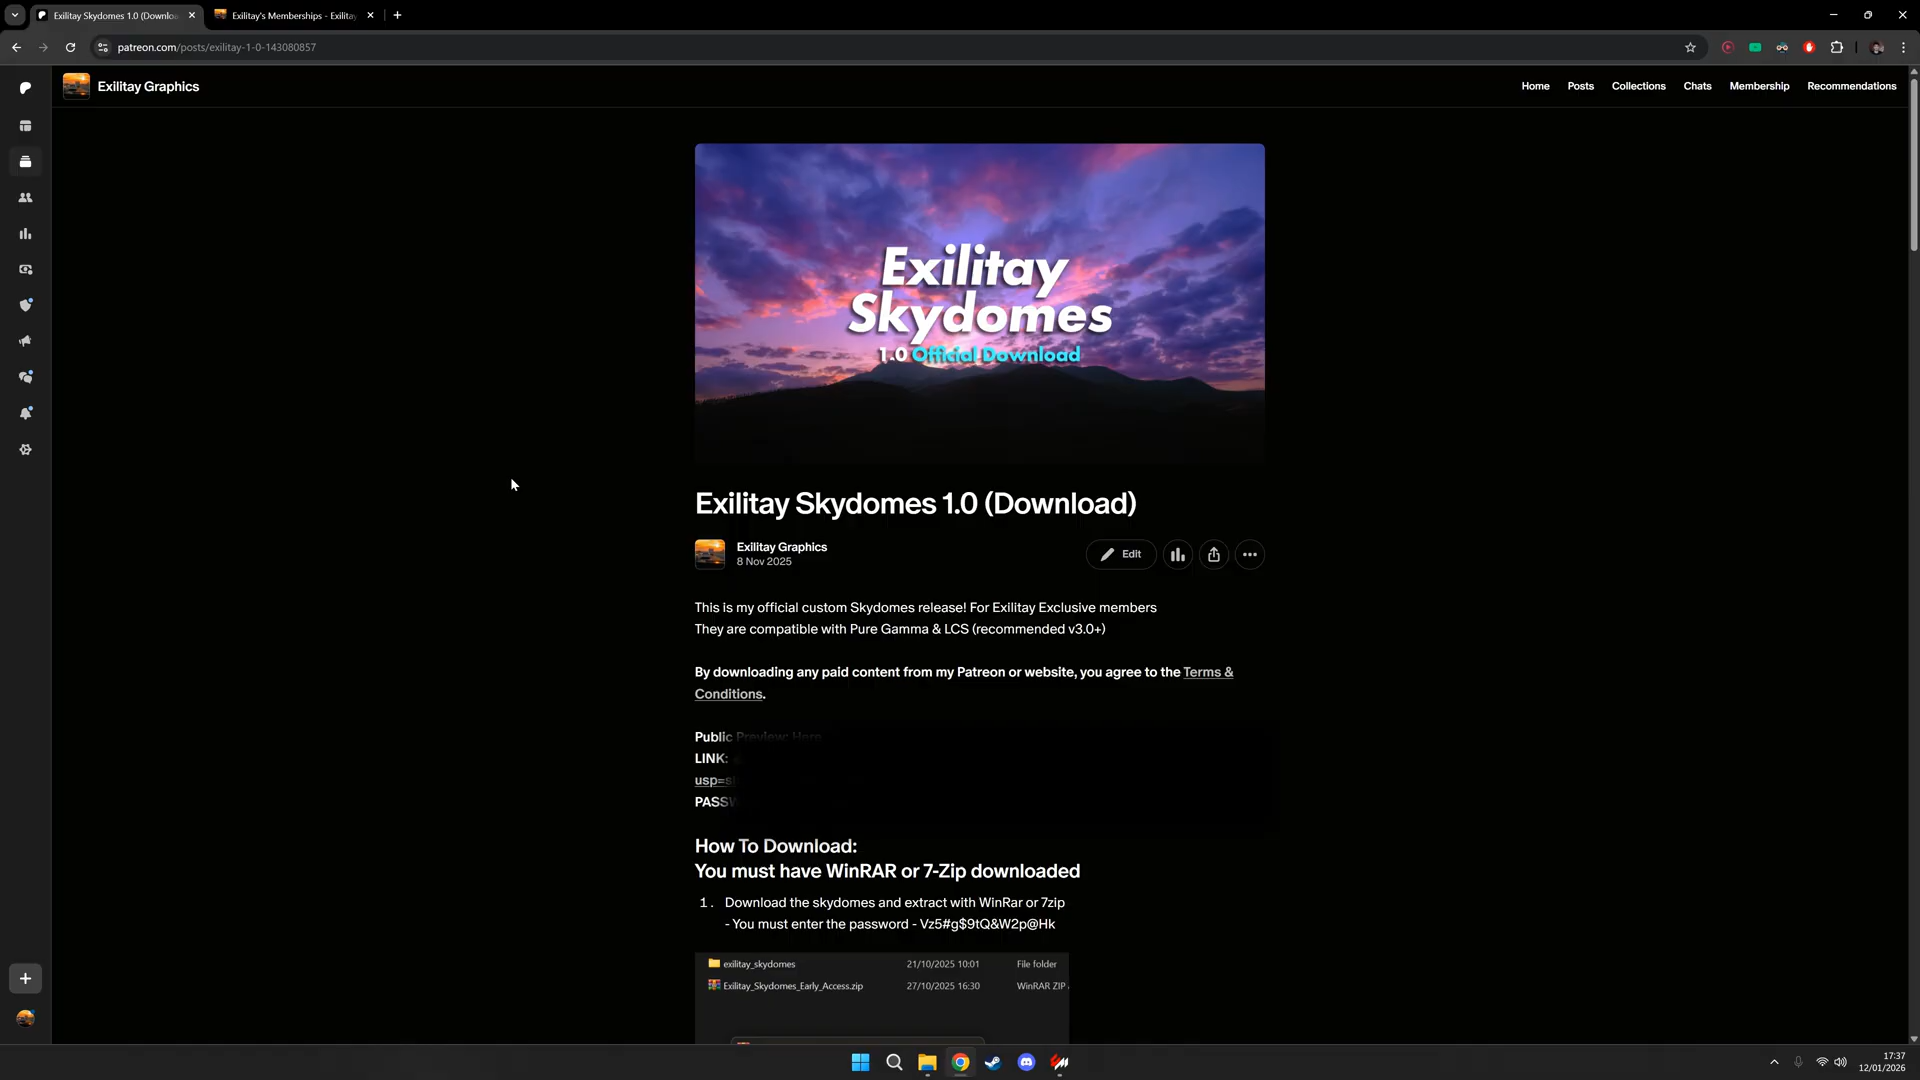 Exilitay Skydomes 1.0 (Downloa
Exilitay's Memberships - Exilitay
patreon.com/posts/exilitay-1-0-143080857
Exilitay Graphics
Home Posts Collections Chats Membership Recommendations
Exilitay
Skydomes
1.0 Official Download
Exilitay Skydomes 1.0 (Download)
Exilitay Graphics
8 Nov 2025
Edit
This is my official custom Skydomes release! For Exilitay Exclusive members
They are compatible with Pure Gamma & LCS (recommended v3.0+)
By downloading any paid content from my Patreon or website, you agree to the Terms &
Conditions.
Public Preview: Here
LINK:
usp=s
PASSW
How To Download:
You must have WinRAR or 7-Zip downloaded
1. Download the skydomes and extract with WinRar or 7zip
- You must enter the password - Vz5#g$9tQ&W2p@Hk
exilitay_skydomes 21/10/2025 10:01 File folder
Exilitay_Skydomes_Early_Access.zip 27/10/2025 16:30 WinRAR ZIP
17:37
12/01/2026